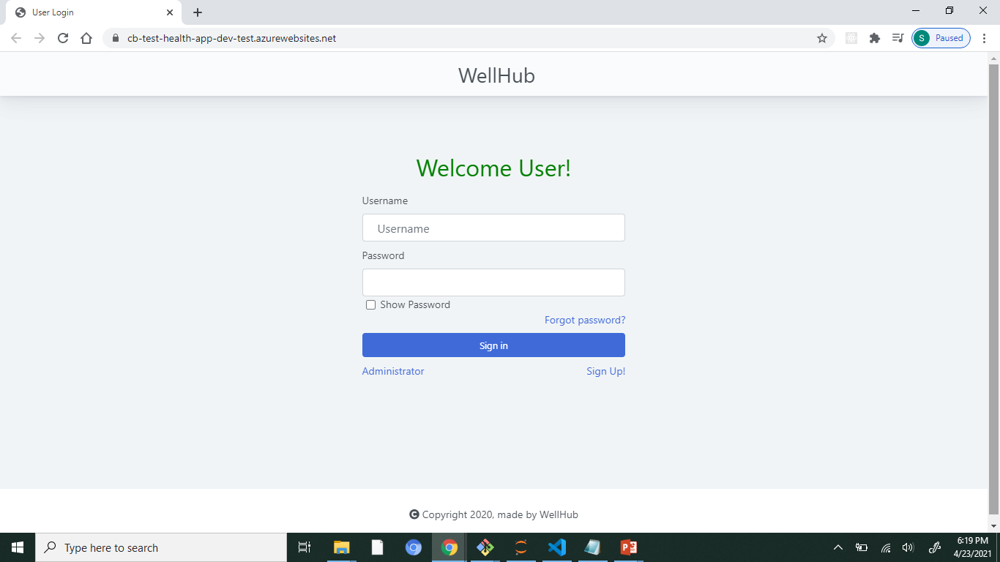 User Login
cb-test-health-app-dev-test.azurewebsites.net
S Paused
WellHub
Welcome User!
Username
Username
Password
Show Password
Forgot password?
Sign in
Administrator Sign Up!
Copyright 2020, made by WellHub
Type here to search
6:19 PM
4/23/2021